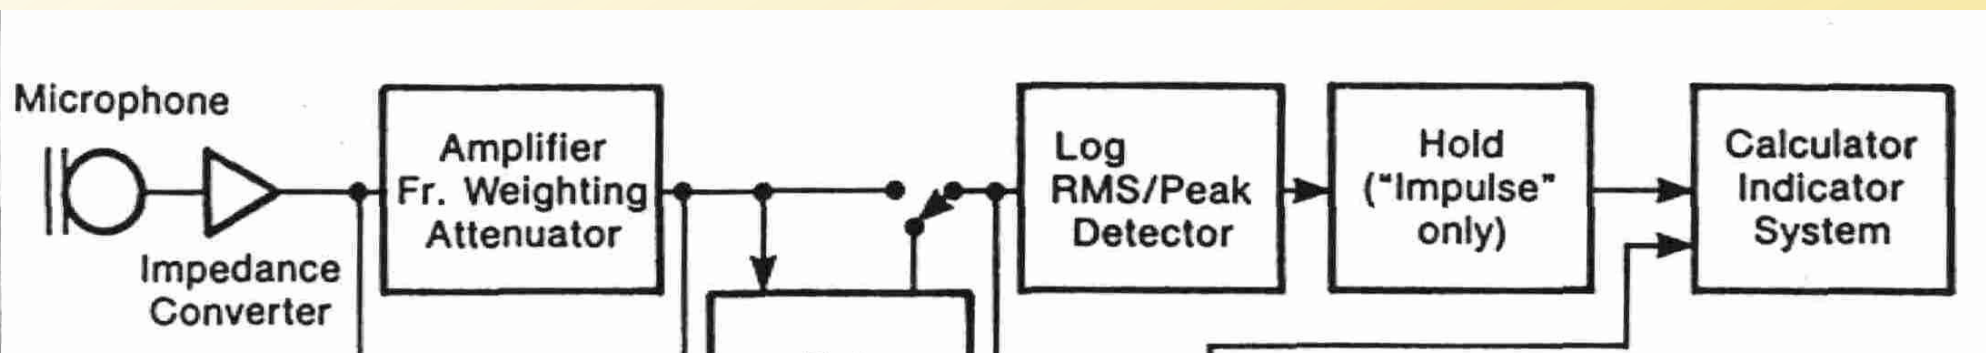 Microphone
Impedance
Converter
Amplifier
Fr. Weighting
Attenuator
Log
RMS/Peak
Detector
Hold
("Impulse"
only)
Calculator
Indicator
System